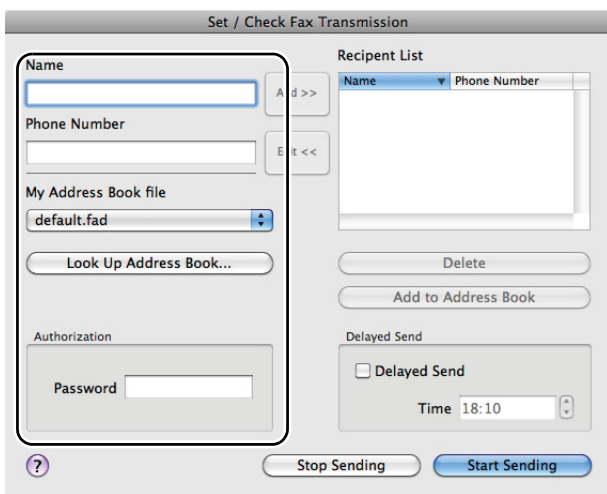 Set / Check Fax Transmission
Name
Phone Number
My Address Book file
default.fad
Look Up Address Book...
Authorization
Password
Add >>
Edit <<
Recipent List
Name
Phone Number
Delete
Add to Address Book
Delayed Send
Delayed Send
Time 18:10
?
Stop Sending
Start Sending